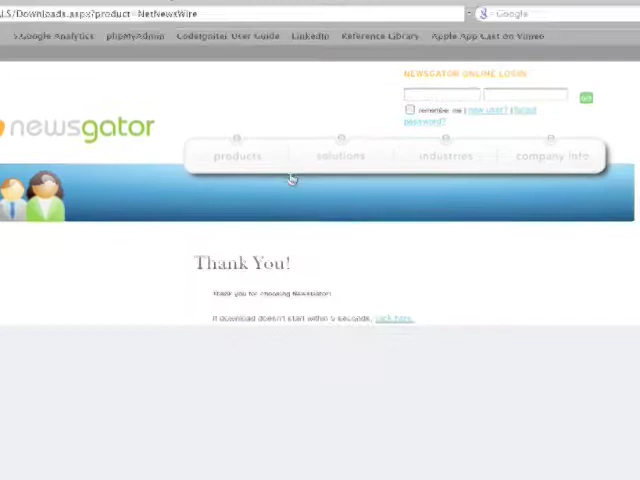 LS/Downloads.aspx?product=NetNewsWire
Google
Google Analytics phpMyAdmin CodeIgniter User Guide LinkedIn Reference Library Apple App Cast on Vimeo
NEWSGATOR ONLINE LOGIN
GO
remember me | new user? | forgot
password?
newsgator
products solutions industries company info
Thank You!
Thank you for choosing NewsGator!
If download doesn't start within 5 seconds, click here.